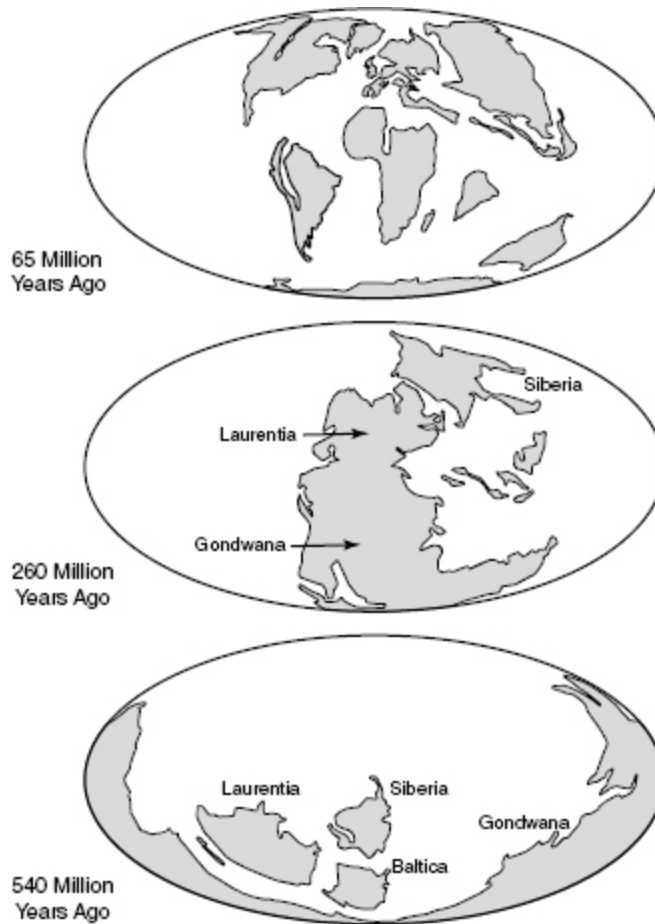 65 Million
Years Ago
Siberia
Laurentia
Gondwana
260 Million
Years Ago
Laurentia
Siberia
Gondwana
Baltica
540 Million
Years Ago